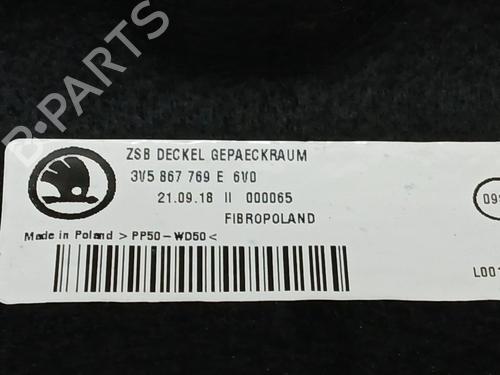 B-PARTS
ZSB DECKEL GEPAECKRAUM
3V5 867 769 E 6V0
21.09.18 II 000065
FIBROPOLAND
Made in Poland >PP50-WD50<